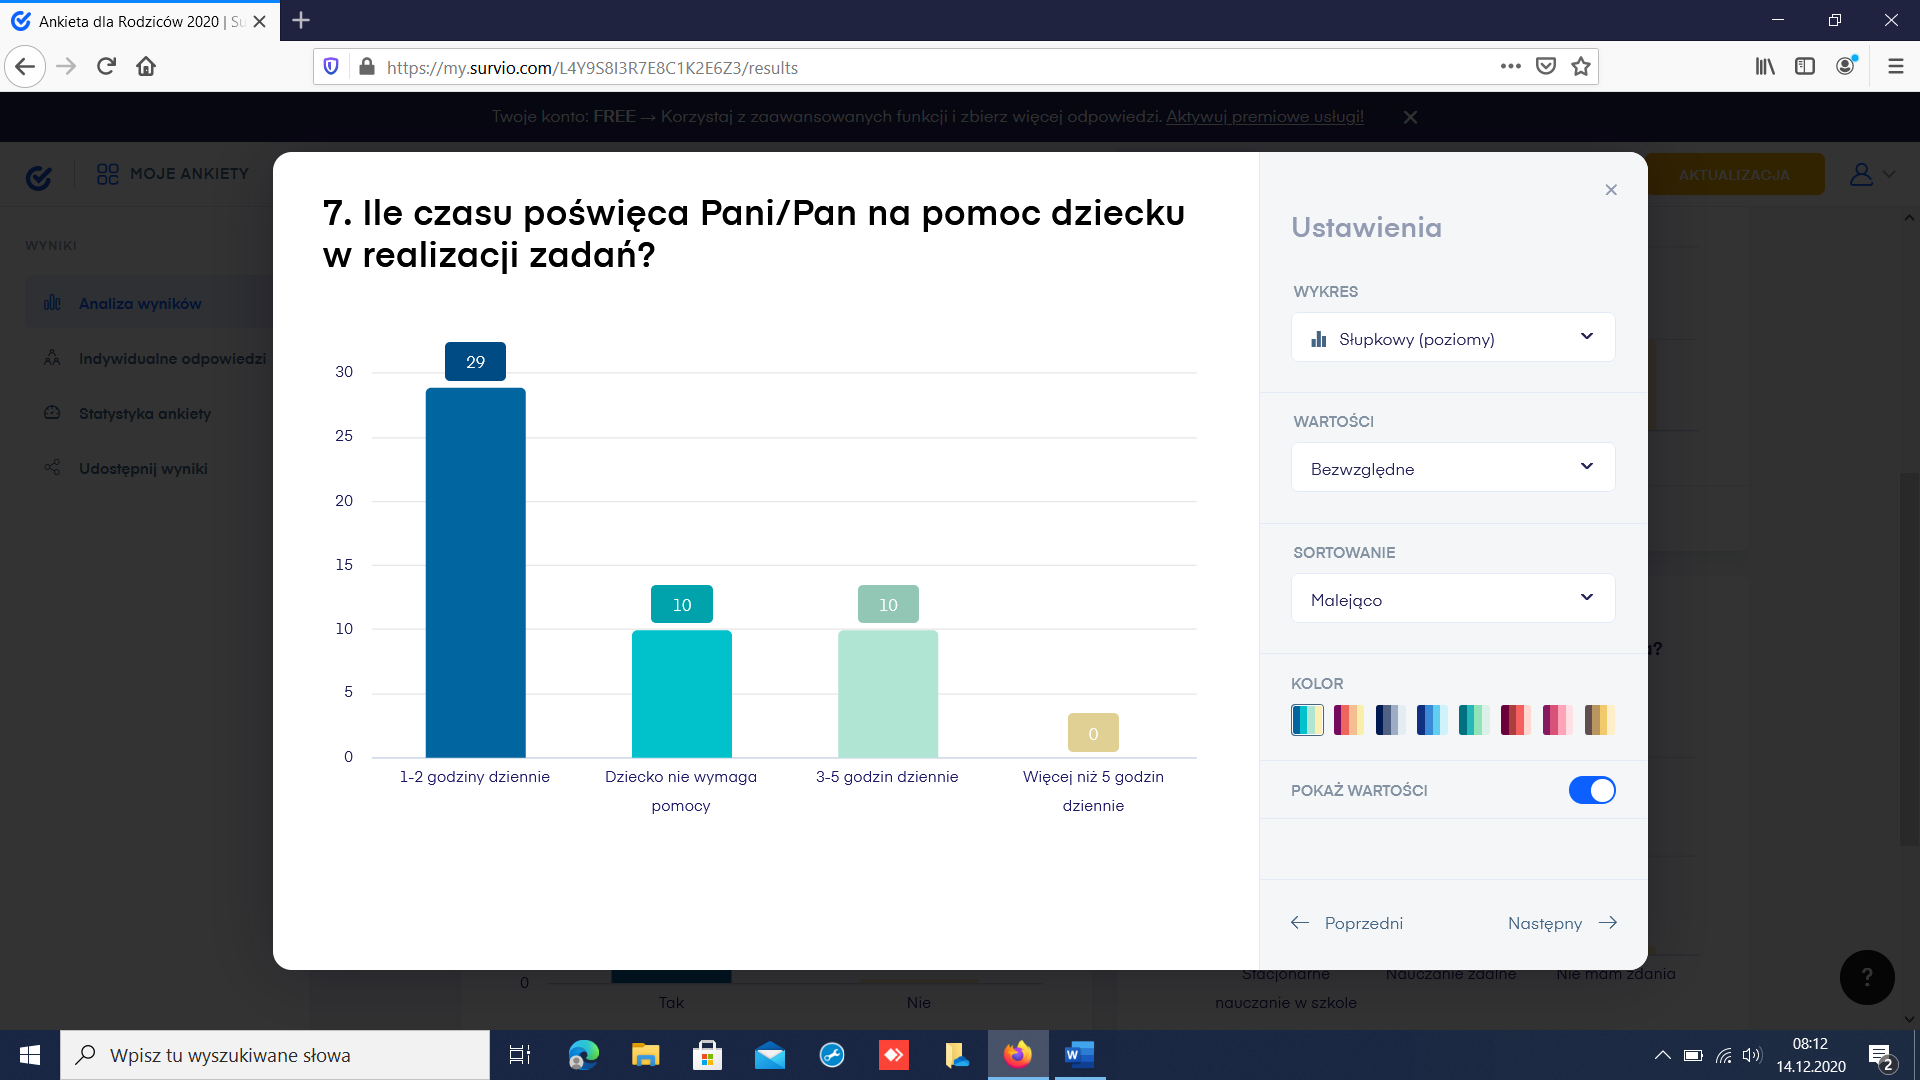 Ankieta dla Rodziców 2020 | Su
https://my.survio.com/L4Y9S8I3R7E8C1K2E6Z3/results
Twoje konto: FREE → Korzystaj z zaawansowanych funkcji i zbierz więcej odpowiedzi. Aktywuj premiowe usługi!
MOJE ANKIETY
AKTUALIZACJA
WYNIKI
Analiza wyników
Indywidualne odpowiedzi
Statystyka ankiety
Udostępnij wyniki
7. Ile czasu poświęca Pani/Pan na pomoc dziecku
w realizacji zadań?
30
25
20
15
10
5
0
29
10
10
0
1-2 godziny dziennie
Dziecko nie wymaga
pomocy
3-5 godzin dziennie
Więcej niż 5 godzin
dziennie
Ustawienia
WYKRES
Słupkowy (poziomy)
WARTOŚCI
Bezwzględne
SORTOWANIE
Malejąco
KOLOR
POKAŻ WARTOŚCI
← Poprzedni
Następny →
0
Tak
Nie
Stacjonarne
nauczanie w szkole
Nauczanie zdalne
Nie mam zdania
?
Wpisz tu wyszukiwane słowa
08:12
14.12.2020
2